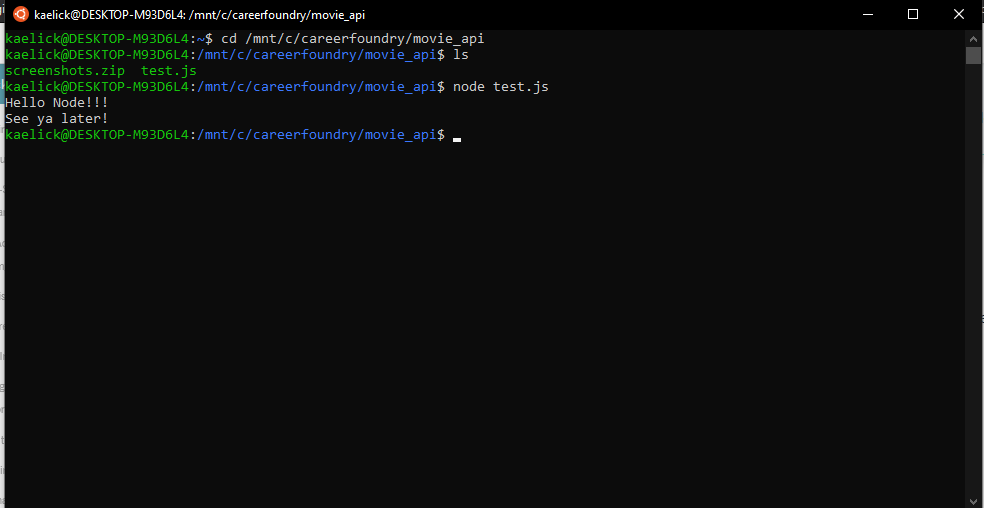 kaelick@DESKTOP-M93D6L4: /mnt/c/careerfoundry/movie_api
kaelick@DESKTOP-M93D6L4:~$ cd /mnt/c/careerfoundry/movie_api
kaelick@DESKTOP-M93D6L4:/mnt/c/careerfoundry/movie_api$ ls
screenshots.zip  test.js
kaelick@DESKTOP-M93D6L4:/mnt/c/careerfoundry/movie_api$ node test.js
Hello Node!!!
See ya later!
kaelick@DESKTOP-M93D6L4:/mnt/c/careerfoundry/movie_api$